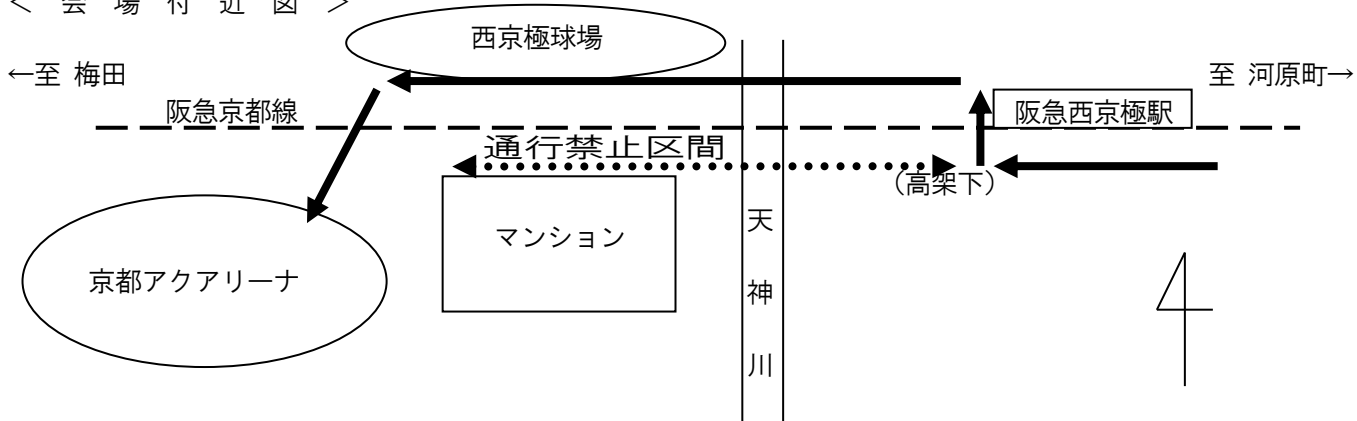 ＜ 会 場 付 近 図 ＞
西京極球場
←至 梅田
至 河原町→
阪急京都線
阪急西京極駅
通行禁止区間
（高架下）
マンション
天神川
京都アクアリーナ